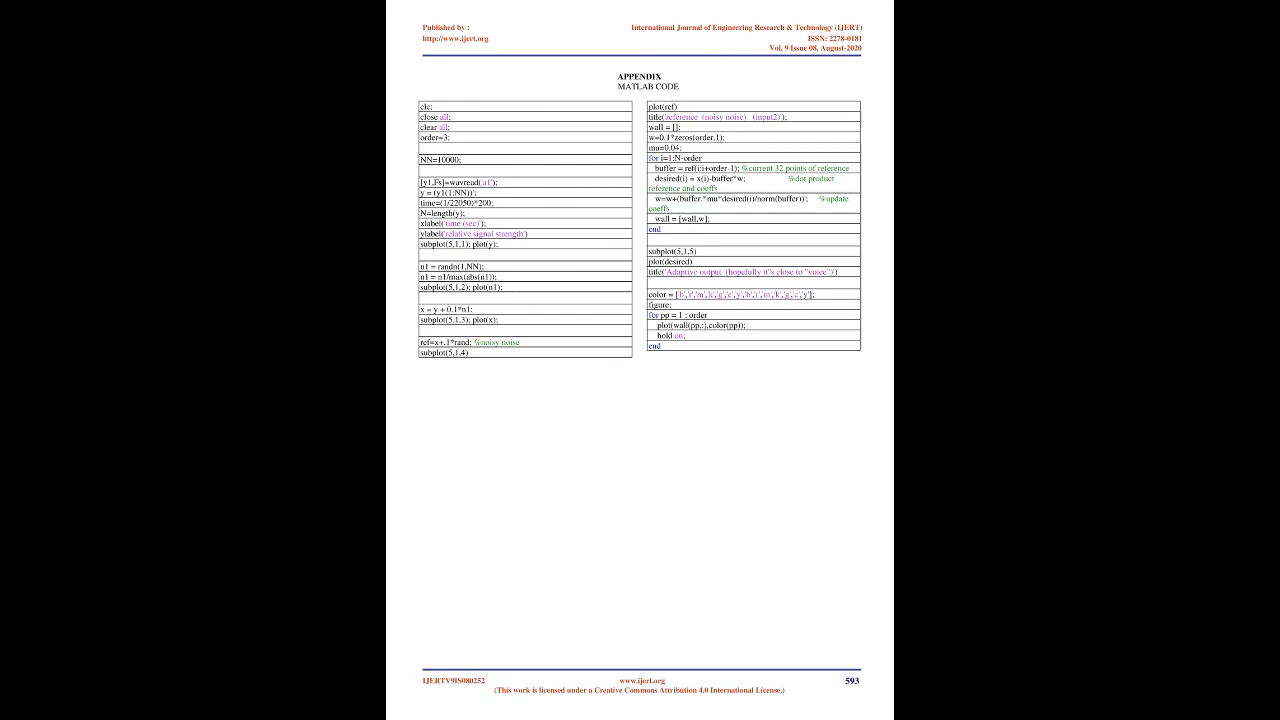 Published by :
International Journal of Engineering Research & Technology (IJERT)
http://www.ijert.org
ISSN: 2278-0181
Vol. 9 Issue 08, August-2020
APPENDIX
MATLAB CODE
clc;
close all;
clear all;
order=3;
NN=10000;
[y1,Fs]=wavread('a1');
y = (y1(1:NN))';
time=(1/22050)*200;
N=length(y);
xlabel('time (sec)');
ylabel('relative signal strength')
subplot(5,1,1); plot(y);
n1 = randn(1,NN);
n1 = n1/max(abs(n1));
subplot(5,1,2); plot(n1);
x = y + 0.1*n1;
subplot(5,1,3); plot(x);
ref=x+.1*rand; %noisy noise
subplot(5,1,4)
plot(ref)
title('reference (noisy noise) (input2)');
wall = [];
w=0.1*zeros(order,1);
mu=0.04;
for i=1:N-order
buffer = ref(i:i+order-1); %current 32 points of reference
desired(i) = x(i)-buffer*w; %dot product
reference and coeffs
w=w+(buffer.*mu*desired(i)/norm(buffer))'; %update
coeffs
wall = [wall,w];
end
subplot(5,1,5)
plot(desired)
title('Adaptive output (hopefully it''s close to "voice")')
color = ['b','r','m','k','g','c','y','b','r','m','k','g','c','y'];
figure;
for pp = 1 : order
plot(wall(pp,:),color(pp));
hold on;
end
IJERTV9IS080252
www.ijert.org
593
(This work is licensed under a Creative Commons Attribution 4.0 International License.)